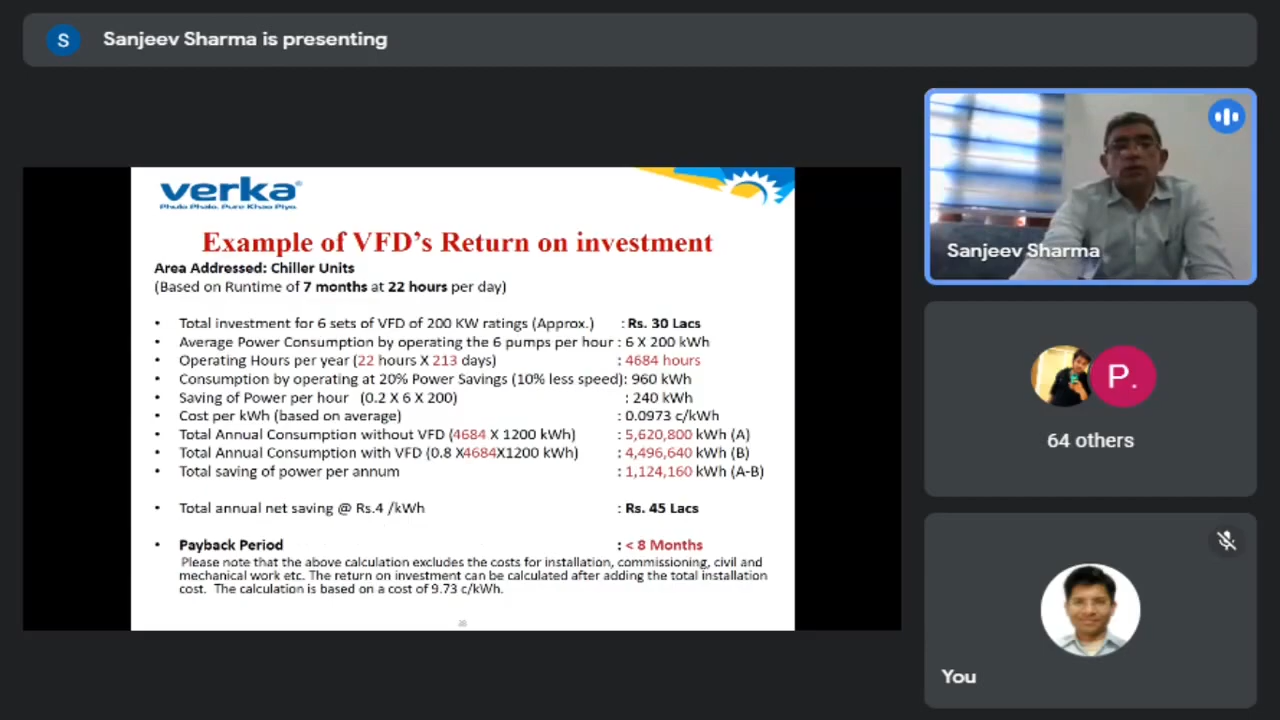 S
Sanjeev Sharma is presenting
verka
Phulo Phalo. Pure Khao Piyo.
Example of VFD's Return on investment
Area Addressed: Chiller Units
(Based on Runtime of 7 months at 22 hours per day)
• Total investment for 6 sets of VFD of 200 KW ratings (Approx.) : Rs. 30 Lacs
• Average Power Consumption by operating the 6 pumps per hour : 6 X 200 kWh
• Operating Hours per year (22 hours X 213 days) : 4684 hours
• Consumption by operating at 20% Power Savings (10% less speed): 960 kWh
• Saving of Power per hour (0.2 X 6 X 200) : 240 kWh
• Cost per kWh (based on average) : 0.0973 c/kWh
• Total Annual Consumption without VFD (4684 X 1200 kWh) : 5,620,800 kWh (A)
• Total Annual Consumption with VFD (0.8 X4684X1200 kWh) : 4,496,640 kWh (B)
• Total saving of power per annum : 1,124,160 kWh (A-B)
• Total annual net saving @ Rs.4 /kWh : Rs. 45 Lacs
• Payback Period : < 8 Months
Please note that the above calculation excludes the costs for installation, commissioning, civil and
mechanical work etc. The return on investment can be calculated after adding the total installation
cost. The calculation is based on a cost of 9.73 c/kWh.
Sanjeev Sharma
P.
64 others
You